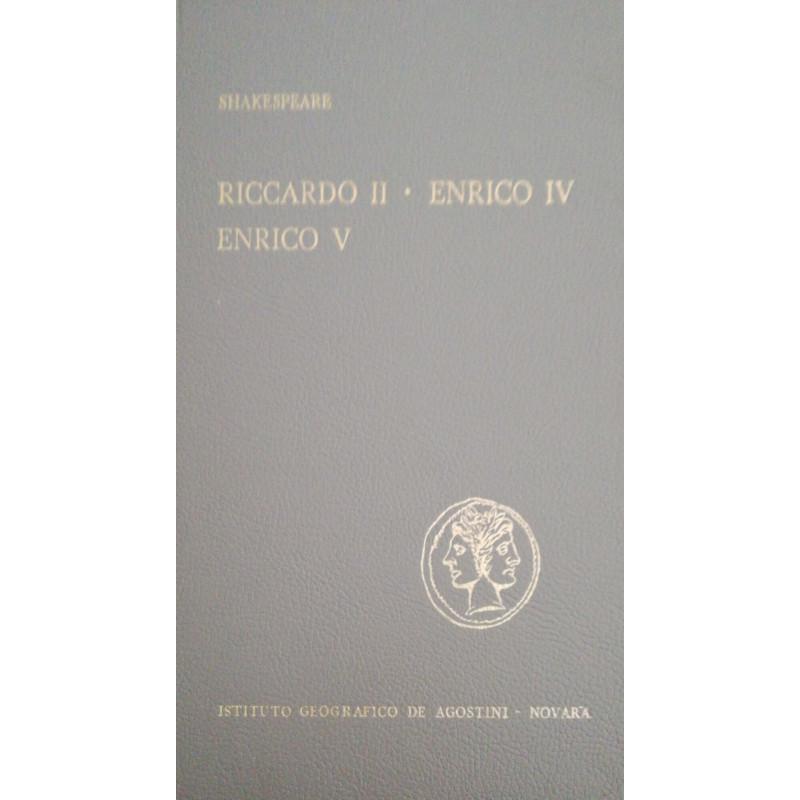 SHAKESPEARE
RICCARDO II • ENRICO IV
ENRICO V
ISTITUTO GEOGRAFICO DE AGOSTINI - NOVARA